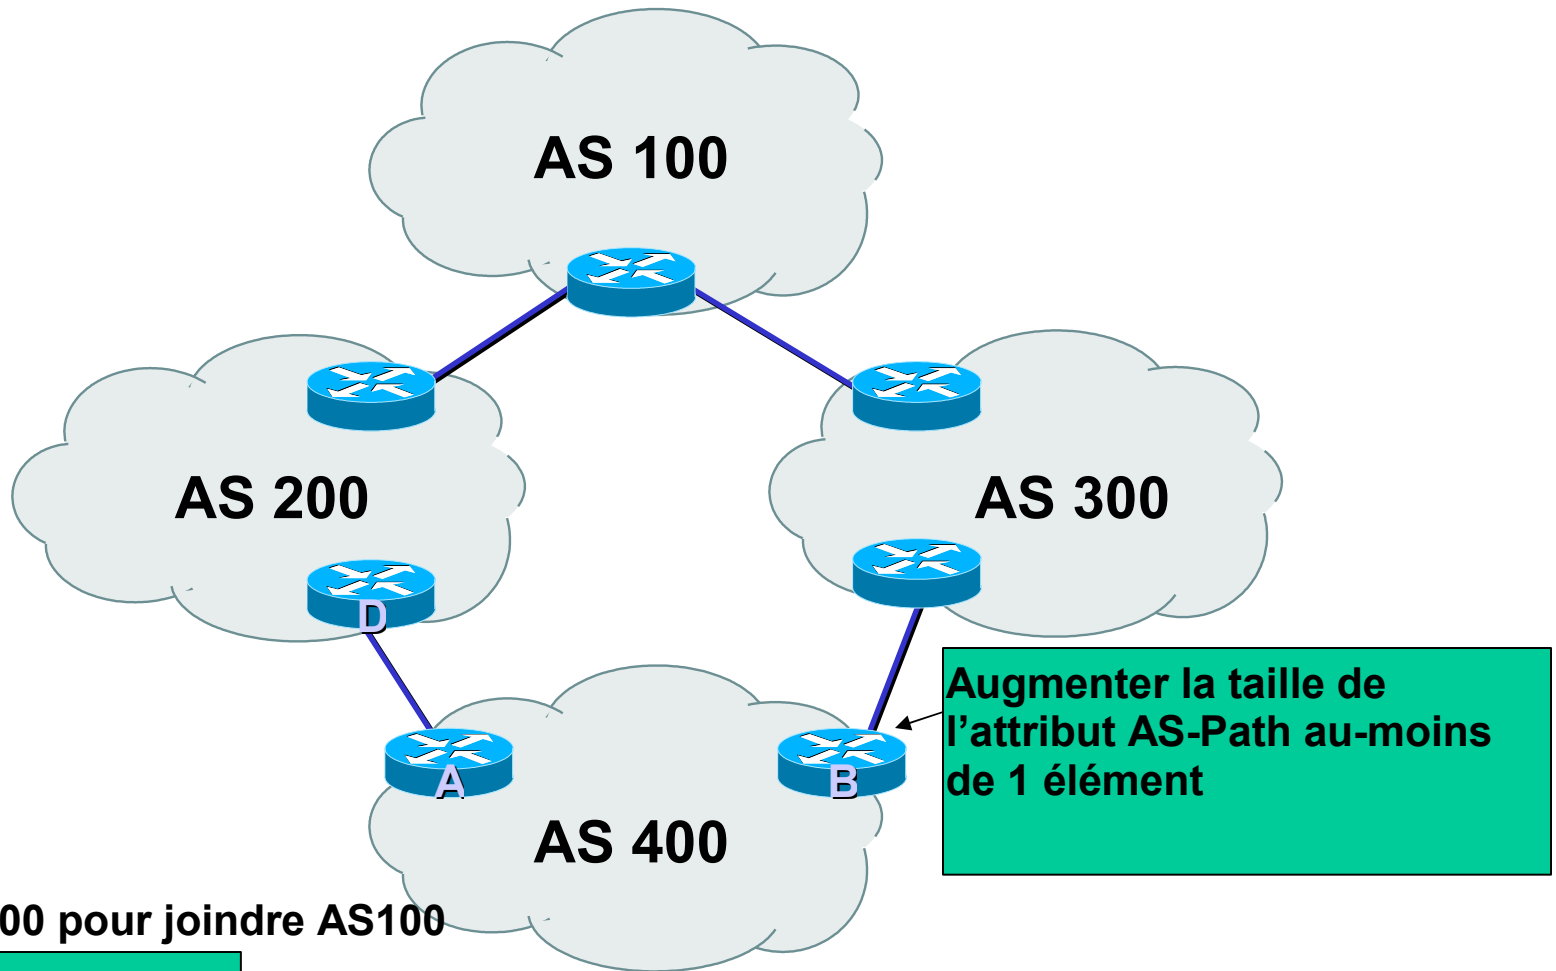 AS 100
AS 200
AS 300
D
Augmenter la taille de
l’attribut AS-Path au-moins
de 1 élément
A
B
AS 400
00 pour joindre AS100